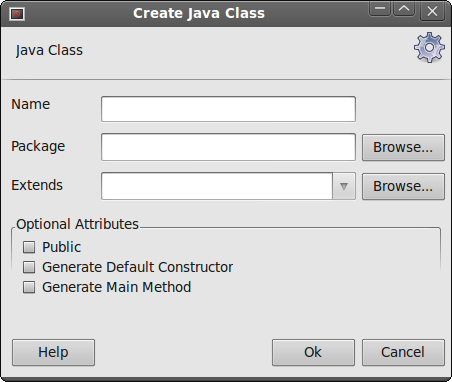 Create Java Class
Java Class
Name
Package Browse...
Extends Browse...
Optional Attributes
Public
Generate Default Constructor
Generate Main Method
Help Ok Cancel